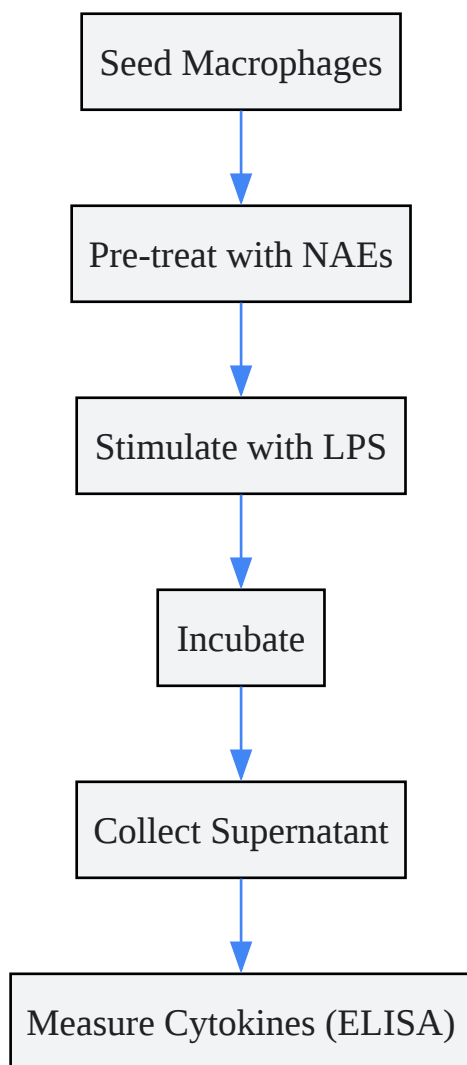 Seed Macrophages
Pre-treat with NAEs
Stimulate with LPS
Incubate
Collect Supernatant
Measure Cytokines (ELISA)